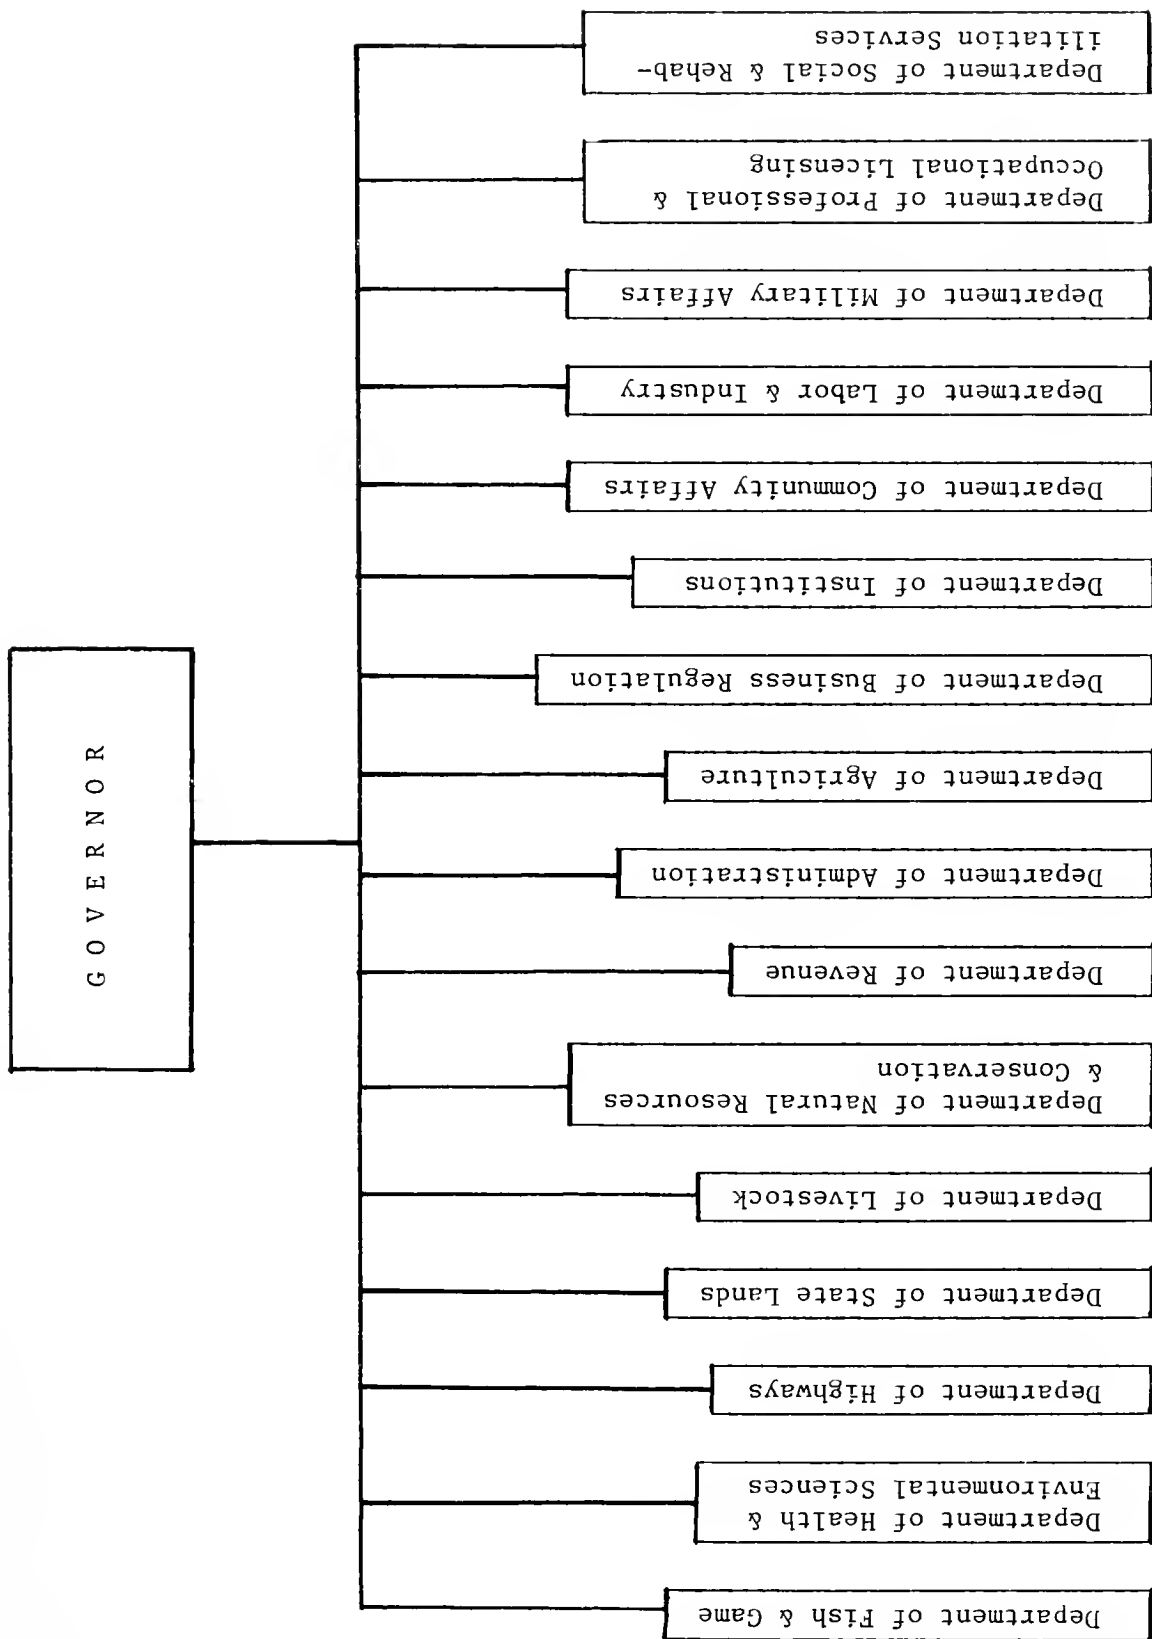 GOVERNOR
Department of Fish & Game
Department of Health &
Environmental Sciences
Department of Highways
Department of State Lands
Department of Livestock
Department of Natural Resources
& Conservation
Department of Revenue
Department of Administration
Department of Agriculture
Department of Business Regulation
Department of Institutions
Department of Community Affairs
Department of Labor & Industry
Department of Military Affairs
Department of Professional &
Occupational Licensing
Department of Social & Rehab-
ilitation Services